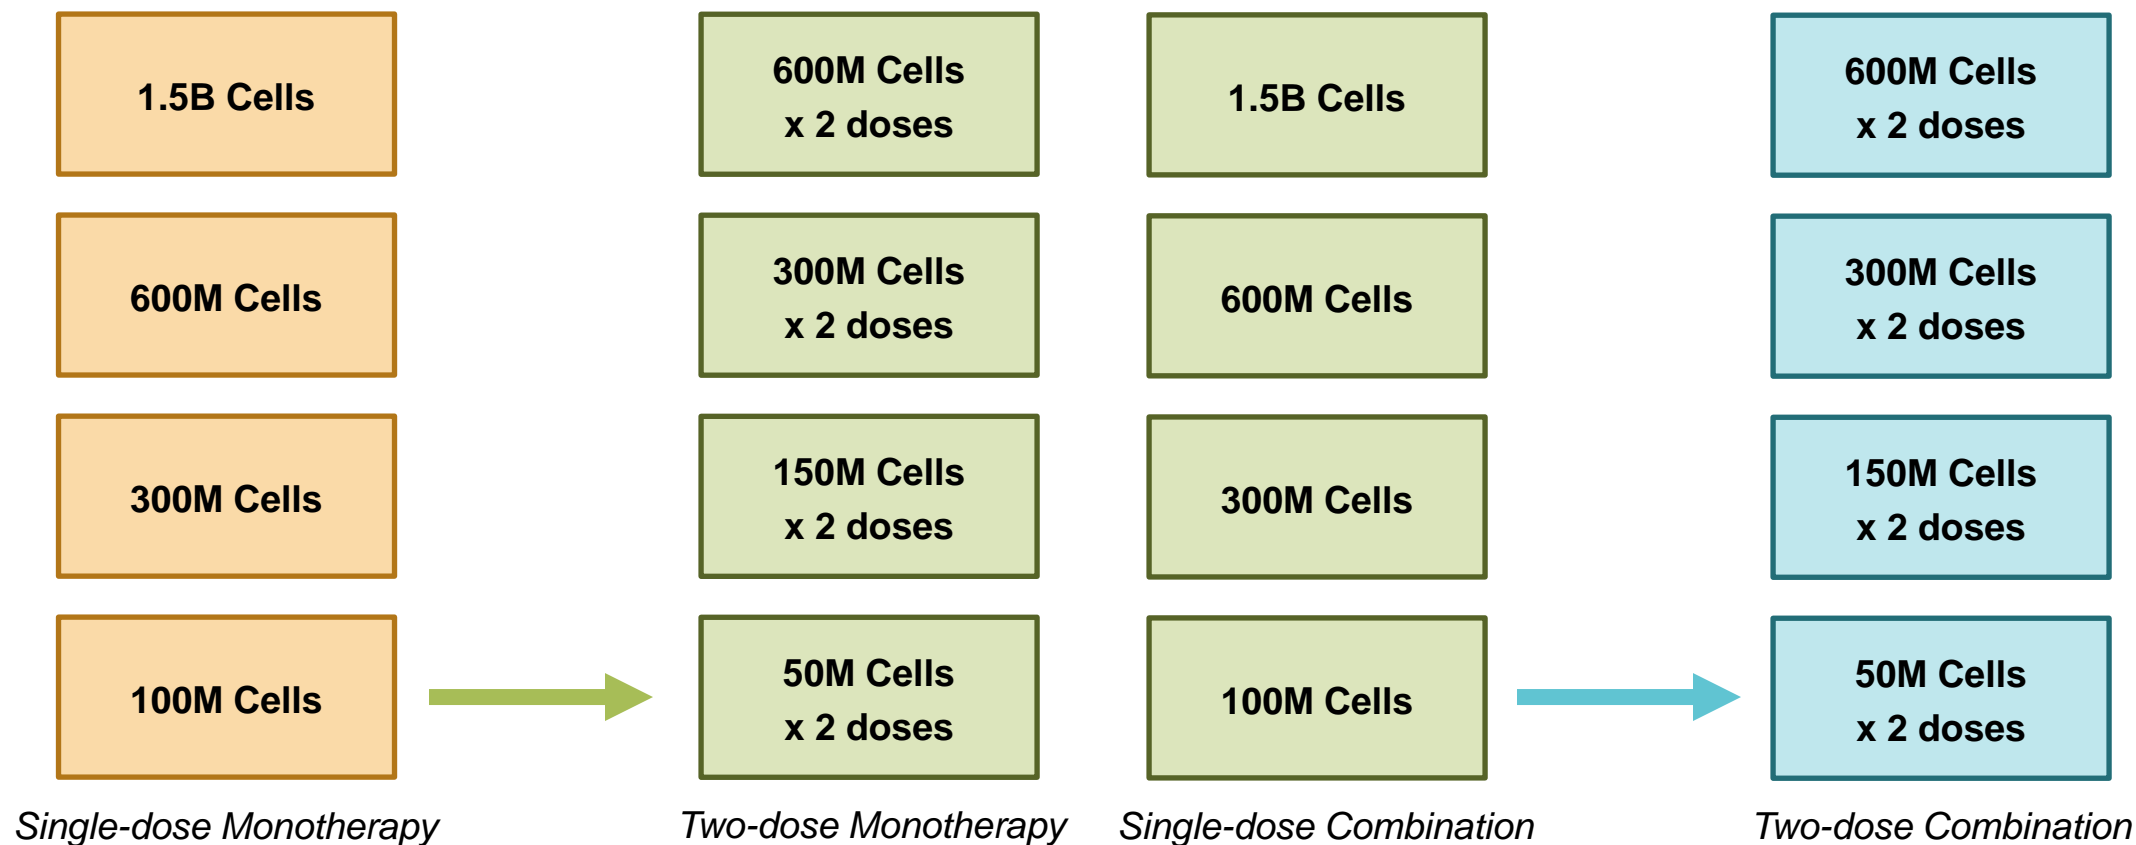 1.5B Cells
600M Cells
x 2 doses
1.5B Cells
600M Cells
x 2 doses
600M Cells
300M Cells
x 2 doses
600M Cells
300M Cells
x 2 doses
300M Cells
150M Cells
x 2 doses
300M Cells
150M Cells
x 2 doses
100M Cells
50M Cells
x 2 doses
100M Cells
50M Cells
x 2 doses
Single-dose Monotherapy
Two-dose Monotherapy
Single-dose Combination
Two-dose Combination